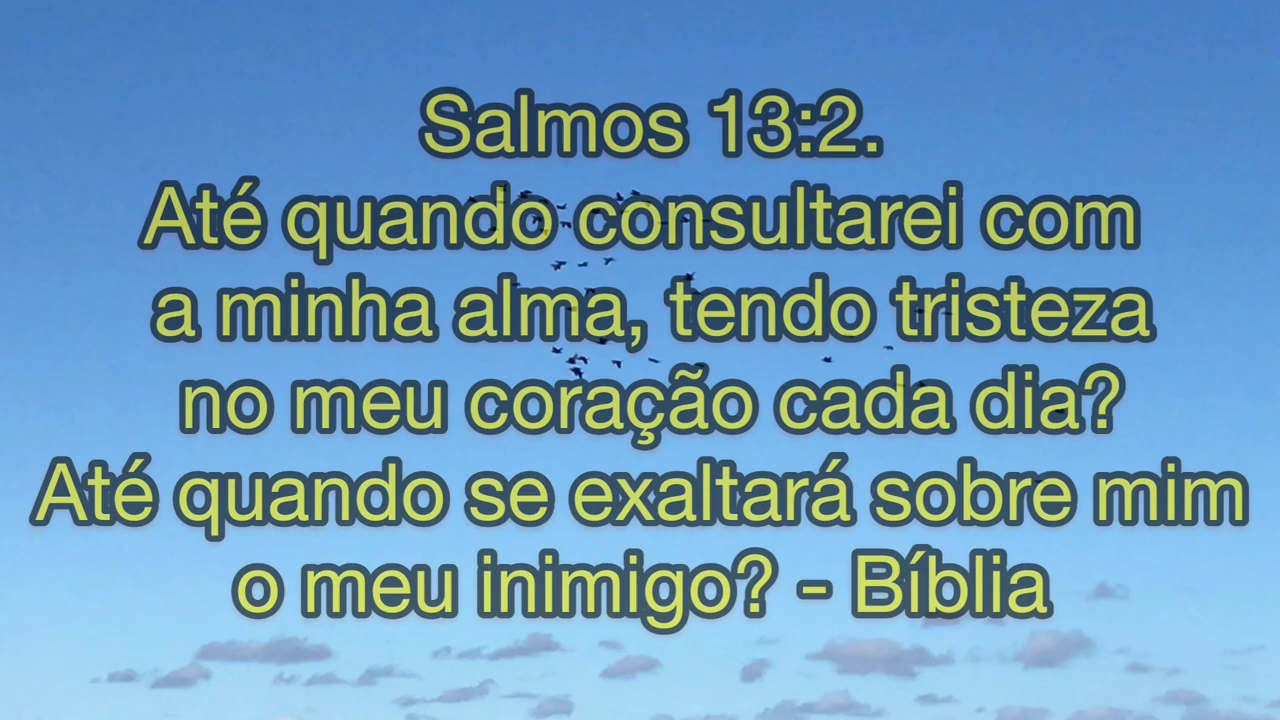 Salmos 13:2.
Até quando consultarei com
a minha alma, tendo tristeza
no meu coração cada dia?
Até quando se exaltará sobre mim
o meu inimigo? - Bíblia